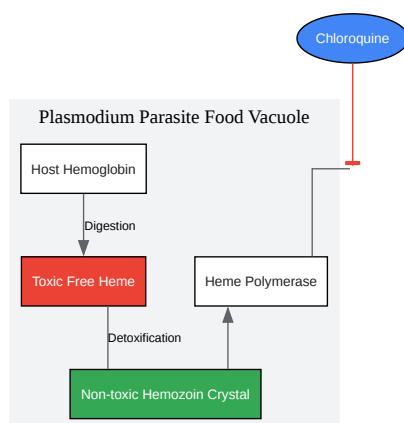 Chloroquine
Plasmodium Parasite Food Vacuole
Host Hemoglobin
Digestion
Toxic Free Heme
Heme Polymerase
Detoxification
Non-toxic Hemozoin Crystal